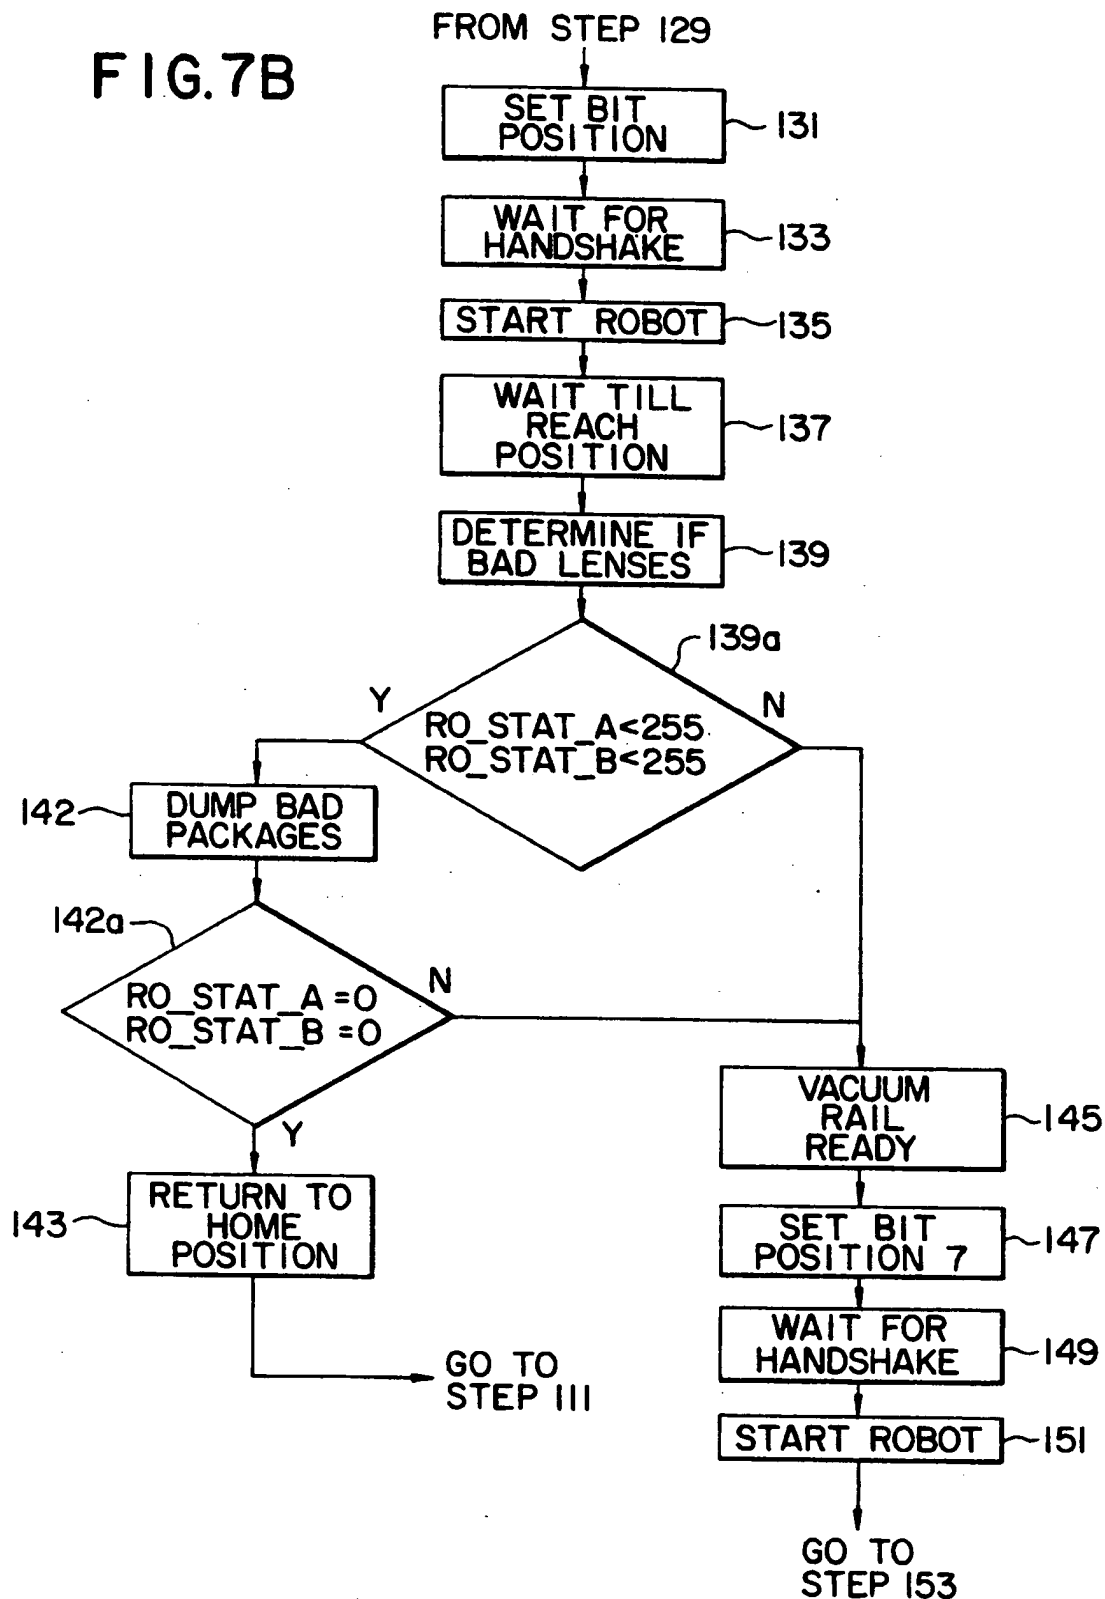 FROM STEP 129
FIG. 7B
SET BIT
POSITION
131
WAIT FOR
HANDSHAKE
133
START ROBOT
135
WAIT TILL
REACH
POSITION
137
DETERMINE IF
BAD LENSES
139
139a
Y
N
RO_STAT_A<255
RO_STAT_B<255
142
DUMP BAD
PACKAGES
142a
N
RO_STAT_A=0
RO_STAT_B=0
Y
VACUUM
RAIL
READY
145
143
RETURN TO
HOME
POSITION
SET BIT
POSITION 7
147
WAIT FOR
HANDSHAKE
149
GO TO
STEP 111
START ROBOT
151
GO TO
STEP 153